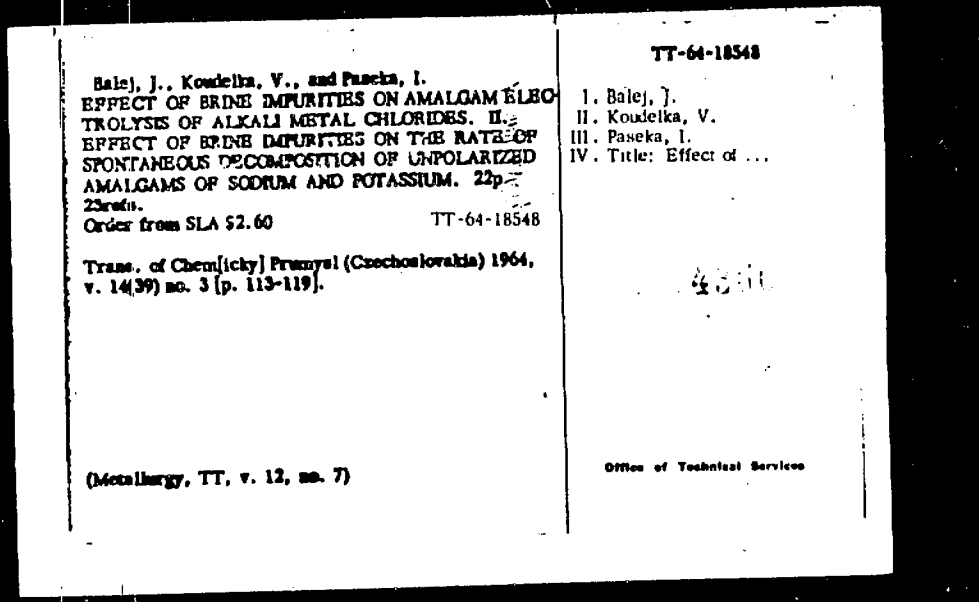 Balej, J., Koudelka, V., and Paseka, I.
EFFECT OF BRINE IMPURITIES ON AMALGAM ELEC-
TROLYSIS OF ALKALI METAL CHLORIDES. II.
EFFECT OF BRINE IMPURITIES ON THE RATE OF
SPONTANEOUS DECOMPOSITION OF UNPOLARIZED
AMALGAMS OF SODIUM AND POTASSIUM. 22p
23refs.
Order from SLA $2.60 TT-64-18548
Trans. of Chem[icky] Prumysl (Czechoslovakia) 1964,
v. 14(39) no. 3 [p. 113-119].
(Metallurgy, TT, v. 12, no. 7)
TT-64-18548
I. Balej, J.
II. Koudelka, V.
III. Paseka, I.
IV. Title: Effect of ...
Office of Technical Services